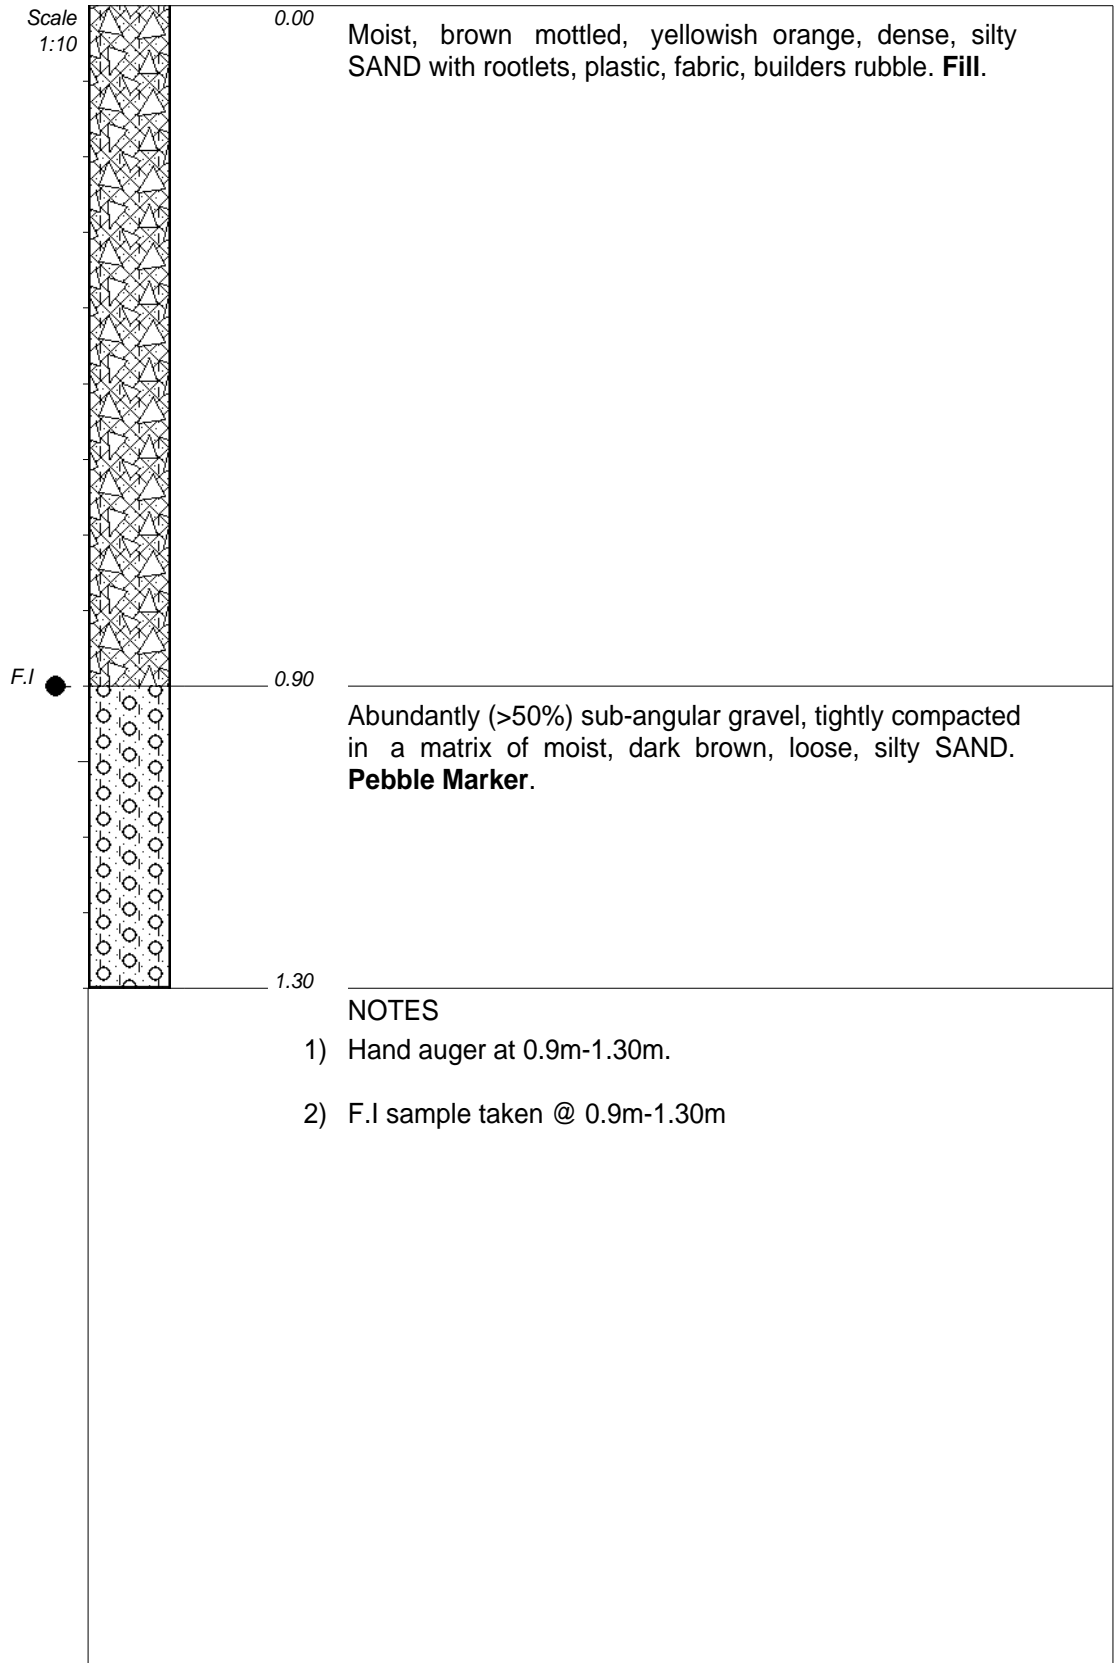 Scale
1:10
0.00
Moist, brown mottled, yellowish orange, dense, silty
SAND with rootlets, plastic, fabric, builders rubble. Fill.
F.I
0.90
Abundantly (>50%) sub-angular gravel, tightly compacted
in a matrix of moist, dark brown, loose, silty SAND.
Pebble Marker.
1.30
NOTES
1) Hand auger at 0.9m-1.30m.
2) F.I sample taken @ 0.9m-1.30m